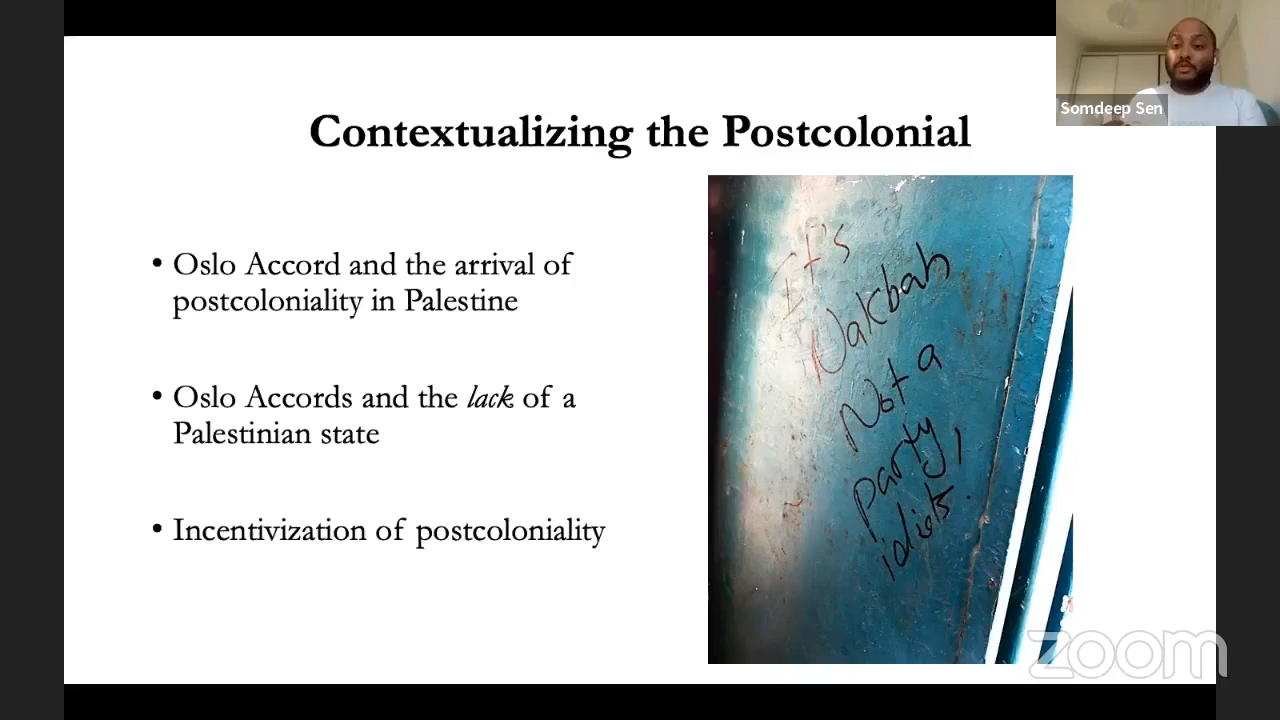 Somdeep Sen
Contextualizing the Postcolonial
• Oslo Accord and the arrival of
postcoloniality in Palestine
• Oslo Accords and the lack of a
Palestinian state
• Incentivization of postcoloniality
It's
Nakbah
Not a
party,
idiots.
zoom